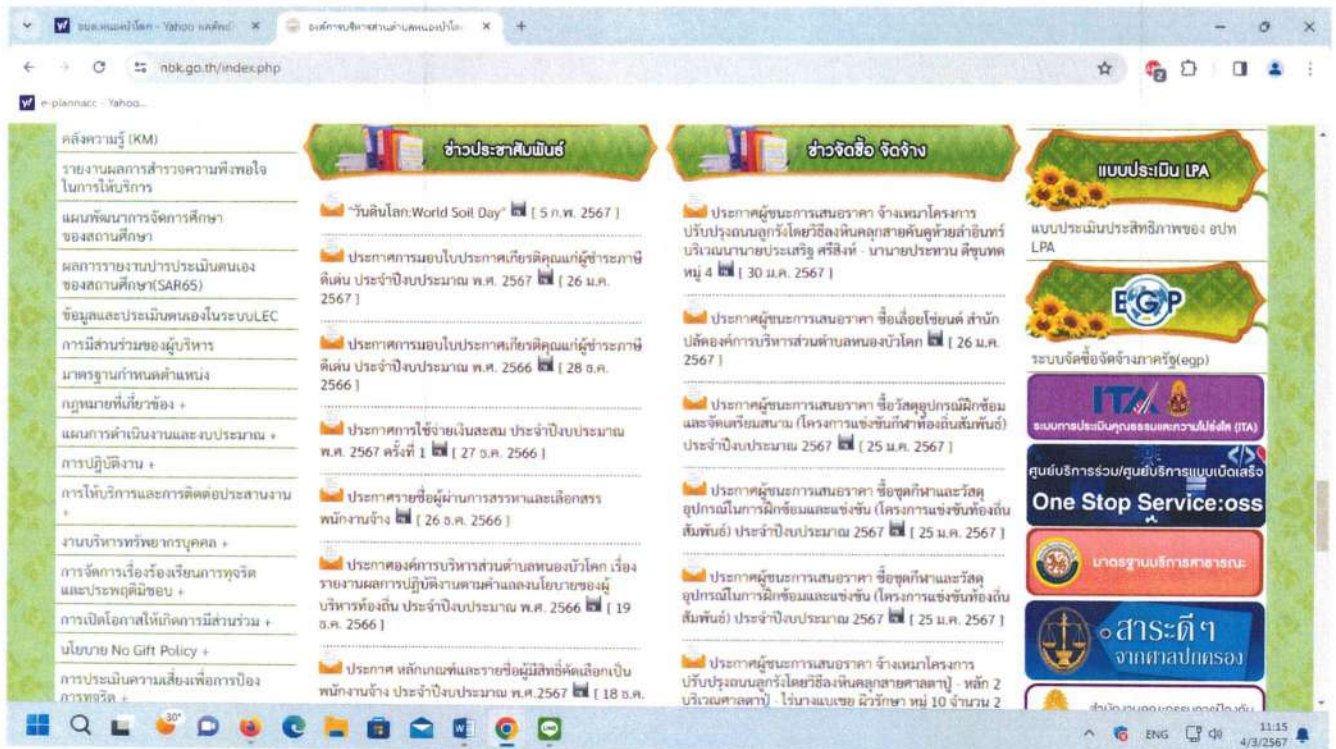 อบต.หนองบัวโคก - Yahoo ผลลัพธ์
องค์การบริหารส่วนตำบลหนองบัวโค
nbk.go.th/index.php
e-plannacc - Yahoo...
คลังความรู้ (KM)
รายงานผลการสำรวจความพึงพอใจ
ในการให้บริการ
แผนพัฒนาการจัดการศึกษา
ของสถานศึกษา
ผลการรายงานปารประเมินตนเอง
ของสถานศึกษา(SAR65)
ข้อมูลและประเมินตนเองในระบบLEC
การมีส่วนร่วมของผู้บริหาร
มาตรฐานกำหนดตำแหน่ง
กฎหมายที่เกี่ยวข้อง +
แผนการดำเนินงานและงบประมาณ +
การปฏิบัติงาน +
การให้บริการและการติดต่อประสานงาน
+
งานบริหารทรัพยากรบุคคล +
การจัดการเรื่องร้องเรียนการทุจริต
และประพฤติมิชอบ +
การเปิดโอกาสให้เกิดการมีส่วนร่วม +
นโยบาย No Gift Policy +
การประเมินความเสี่ยงเพื่อการป้อง
การทุจริต +
ข่าวประชาสัมพันธ์
"วันดินโลก:World Soil Day" [ 5 ก.พ. 2567 ]
ประกาศการมอบใบประกาศเกียรติคุณแก่ผู้ชำระภาษี
ดีเด่น ประจำปีงบประมาณ พ.ศ. 2567 [ 26 ม.ค.
2567 ]
ประกาศการมอบใบประกาศเกียรติคุณแก่ผู้ชำระภาษี
ดีเด่น ประจำปีงบประมาณ พ.ศ. 2566 [ 28 ธ.ค.
2566 ]
ประกาศการใช้จ่ายเงินสะสม ประจำปีงบประมาณ
พ.ศ. 2567 ครั้งที่ 1 [ 27 ธ.ค. 2566 ]
ประกาศรายชื่อผู้ผ่านการสรรหาและเลือกสรร
พนักงานจ้าง [ 26 ธ.ค. 2566 ]
ประกาศองค์การบริหารส่วนตำบลหนองบัวโคก เรื่อง
รายงานผลการปฏิบัติงานตามคำแถลงนโยบายของผู้
บริหารท้องถิ่น ประจำปีงบประมาณ พ.ศ. 2566 [ 19
ธ.ค. 2566 ]
ประกาศ หลักเกณฑ์และรายชื่อผู้มีสิทธิ์คัดเลือกเป็น
พนักงานจ้าง ประจำปีงบประมาณ พ.ศ.2567 [ 18 ธ.ค.
ข่าวจัดซื้อ จัดจ้าง
ประกาศผู้ชนะการเสนอราคา จ้างเหมาโครงการ
ปรับปรุงถนนลูกรังโดยวิธีลงหินคลุกสายคันคูห้วยลำอินทร์
บริเวณนานายประเสริฐ ศรีสิงห์ - นานายประทวน ดีขุนทด
หมู่ 4 [ 30 ม.ค. 2567 ]
ประกาศผู้ชนะการเสนอราคา ซื้อเลื่อยโซ่ยนต์ สำนัก
ปลัดองค์การบริหารส่วนตำบลหนองบัวโคก [ 26 ม.ค.
2567 ]
ประกาศผู้ชนะการเสนอราคา ซื้อวัสดุอุปกรณ์ฝึกซ้อม
และจัดเตรียมสนาม (โครงการแข่งขันกีฬาท้องถิ่นสัมพันธ์)
ประจำปีงบประมาณ 2567 [ 25 ม.ค. 2567 ]
ประกาศผู้ชนะการเสนอราคา ซื้อชุดกีฬาและวัสดุ
อุปกรณ์ในการฝึกซ้อมและแข่งขัน (โครงการแข่งขันท้องถิ่น
สัมพันธ์) ประจำปีงบประมาณ 2567 [ 25 ม.ค. 2567 ]
ประกาศผู้ชนะการเสนอราคา ซื้อชุดกีฬาและวัสดุ
อุปกรณ์ในการฝึกซ้อมและแข่งขัน (โครงการแข่งขันท้องถิ่น
สัมพันธ์) ประจำปีงบประมาณ 2567 [ 25 ม.ค. 2567 ]
ประกาศผู้ชนะการเสนอราคา จ้างเหมาโครงการ
ปรับปรุงถนนลูกรังโดยวิธีลงหินคลุกสายศาลตาปู่ - หลัก 2
บริเวณศาลตาปู่ - ไร่นางแบเขย ผิวรักษา หมู่ 10 จำนวน 2
แบบประเมิน LPA
แบบประเมินประสิทธิภาพของ อปท
LPA
EGP
ระบบจัดซื้อจัดจ้างภาครัฐ(egp)
ITA
ระบบการประเมินคุณธรรมและความโปร่งใส (ITA)
ศูนย์บริการร่วม/ศูนย์บริการแบบเบ็ดเสร็จ
One Stop Service:oss
มาตรฐานบริการสาธารณะ
สาระดี ๆ
จากศาลปกครอง
สำนักงานคณะกรรมการป้องกัน
30°
ENG
11:15
4/3/2567